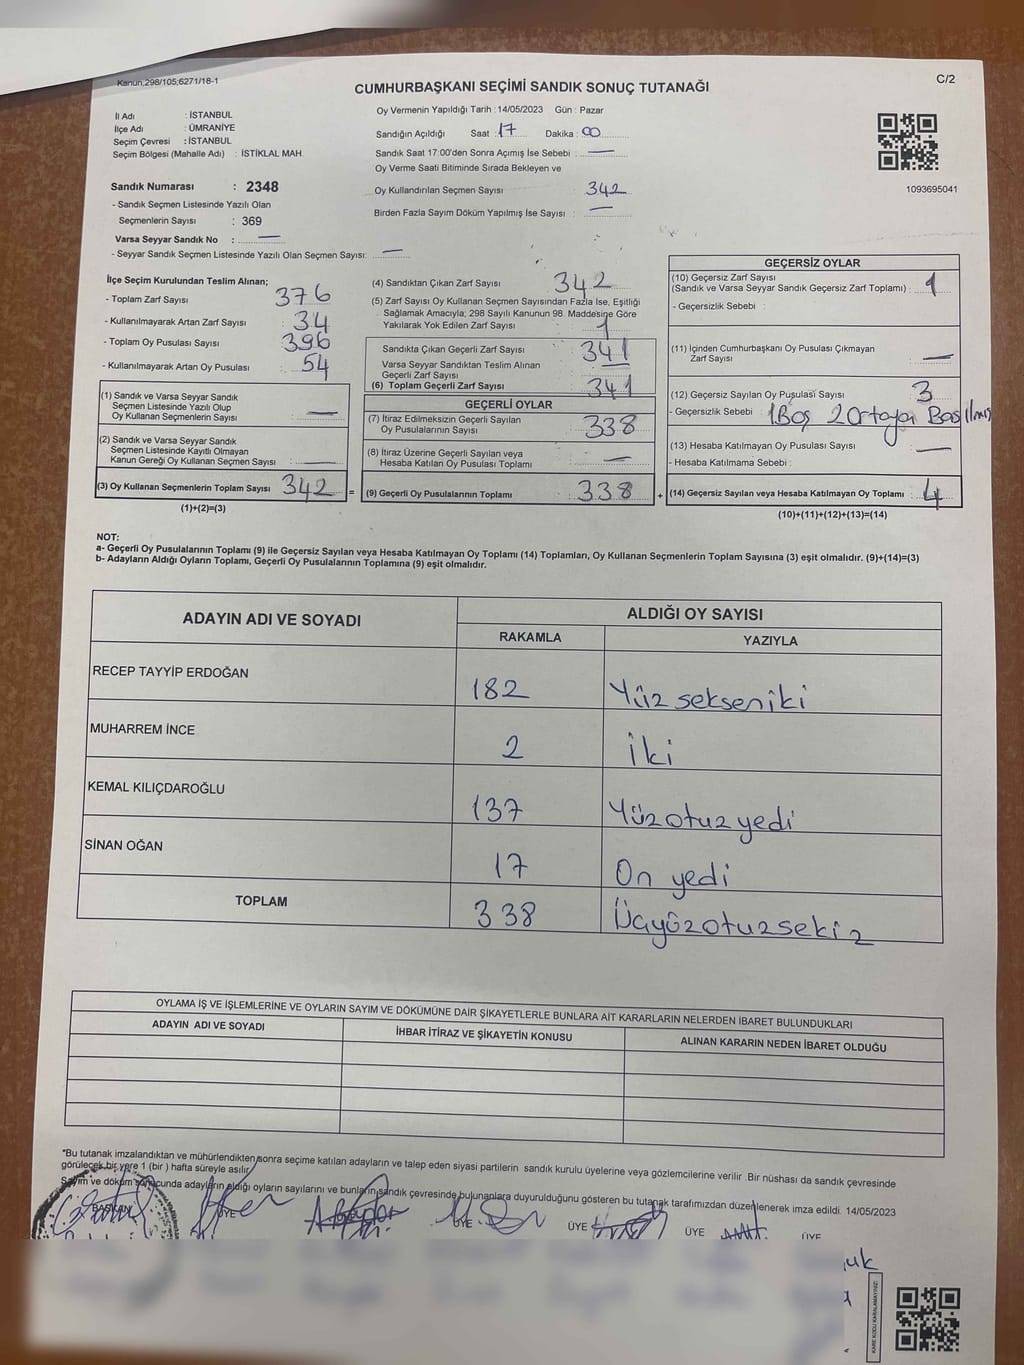 Kanun;298/105;6271/18-1
CUMHURBAŞKANI SEÇİMİ SANDIK SONUÇ TUTANAĞI
C/2
İl Adı : İSTANBUL
İlçe Adı : ÜMRANİYE
Seçim Çevresi : İSTANBUL
Seçim Bölgesi (Mahalle Adı) : İSTİKLAL MAH.
Sandık Numarası : 2348
- Sandık Seçmen Listesinde Yazılı Olan
Seçmenlerin Sayısı : 369
Varsa Seyyar Sandık No : —
- Seyyar Sandık Seçmen Listesinde Yazılı Olan Seçmen Sayısı: —
Oy Vermenin Yapıldığı Tarih : 14/05/2023 Gün : Pazar
Sandığın Açıldığı Saat : 17 Dakika : 00
Sandık Saat 17:00'den Sonra Açımış İse Sebebi : —
Oy Verme Saati Bitiminde Sırada Bekleyen ve
Oy Kullandırılan Seçmen Sayısı 342
Birden Fazla Sayım Döküm Yapılmış İse Sayısı : —
1093695041
İlçe Seçim Kurulundan Teslim Alınan;
- Toplam Zarf Sayısı 376
- Kullanılmayarak Artan Zarf Sayısı : 34
- Toplam Oy Pusulası Sayısı 396
- Kullanılmayarak Artan Oy Pusulası : 54
(1) Sandık ve Varsa Seyyar Sandık
Seçmen Listesinde Yazılı Olup
Oy Kullanan Seçmenlerin Sayısı : —
(2) Sandık ve Varsa Seyyar Sandık
Seçmen Listesinde Kayıtlı Olmayan
Kanun Gereği Oy Kullanan Seçmen Sayısı : —
(3) Oy Kullanan Seçmenlerin Toplam Sayısı 342 =
(1)+(2)=(3)
(4) Sandıktan Çıkan Zarf Sayısı 342
(5) Zarf Sayısı Oy Kullanan Seçmen Sayısından Fazla İse, Eşitliği
Sağlamak Amacıyla; 298 Sayılı Kanunun 98. Maddesine Göre
Yakılarak Yok Edilen Zarf Sayısı 1
Sandıkta Çıkan Geçerli Zarf Sayısı : 341
Varsa Seyyar Sandıktan Teslim Alınan
Geçerli Zarf Sayısı : —
(6) Toplam Geçerli Zarf Sayısı : 341
GEÇERLİ OYLAR
(7) İtiraz Edilmeksizin Geçerli Sayılan
Oy Pusulalarının Sayısı : 338
(8) İtiraz Üzerine Geçerli Sayılan veya
Hesaba Katılan Oy Pusulası Toplamı : —
(9) Geçerli Oy Pusulalarının Toplamı : 338 +
GEÇERSİZ OYLAR
(10) Geçersiz Zarf Sayısı
(Sandık ve Varsa Seyyar Sandık Geçersiz Zarf Toplamı) : 1
- Geçersizlik Sebebi :
(11) İçinden Cumhurbaşkanı Oy Pusulası Çıkmayan
Zarf Sayısı : —
(12) Geçersiz Sayılan Oy Pusulası Sayısı 3
- Geçersizlik Sebebi : 1 Boş 2 Ortaya Basılmış
(13) Hesaba Katılmayan Oy Pusulası Sayısı : —
- Hesaba Katılmama Sebebi :
(14) Geçersiz Sayılan veya Hesaba Katılmayan Oy Toplamı : 4
(10)+(11)+(12)+(13)=(14)
NOT:
a- Geçerli Oy Pusulalarının Toplamı (9) ile Geçersiz Sayılan veya Hesaba Katılmayan Oy Toplamı (14) Toplamları, Oy Kullanan Seçmenlerin Toplam Sayısına (3) eşit olmalıdır. (9)+(14)=(3)
b- Adayların Aldığı Oyların Toplamı, Geçerli Oy Pusulalarının Toplamına (9) eşit olmalıdır.
ADAYIN ADI VE SOYADI
ALDIĞI OY SAYISI
RAKAMLA YAZIYLA
RECEP TAYYİP ERDOĞAN 182 Yüz sekseniki
MUHARREM İNCE 2 İki
KEMAL KILIÇDAROĞLU 137 Yüzotuz yedi
SİNAN OĞAN 17 On yedi
TOPLAM 338 Üçyüzotuzsekiz
OYLAMA İŞ VE İŞLEMLERİNE VE OYLARIN SAYIM VE DÖKÜMÜNE DAİR ŞİKAYETLERLE BUNLARA AİT KARARLARIN NELERDEN İBARET BULUNDUKLARI
ADAYIN ADI VE SOYADI İHBAR İTİRAZ VE ŞİKAYETİN KONUSU ALINAN KARARIN NEDEN İBARET OLDUĞU
*Bu tutanak imzalandıktan ve mühürlendikten sonra seçime katılan adayların ve talep eden siyasi partilerin sandık kurulu üyelerine veya gözlemcilerine verilir Bir nüshası da sandık çevresinde
görülecek bir yere 1 (bir ) hafta süreyle asılır.
Sayım ve döküm sonucunda adayların aldığı oyların sayılarını ve bunların sandık çevresinde bulunanlara duyurulduğunu gösteren bu tutanak tarafımızdan düzenlenerek imza edildi. 14/05/2023
BAŞKAN ÜYE ÜYE ÜYE ÜYE ÜYE
KARE KODU KARALAMAYINIZ!